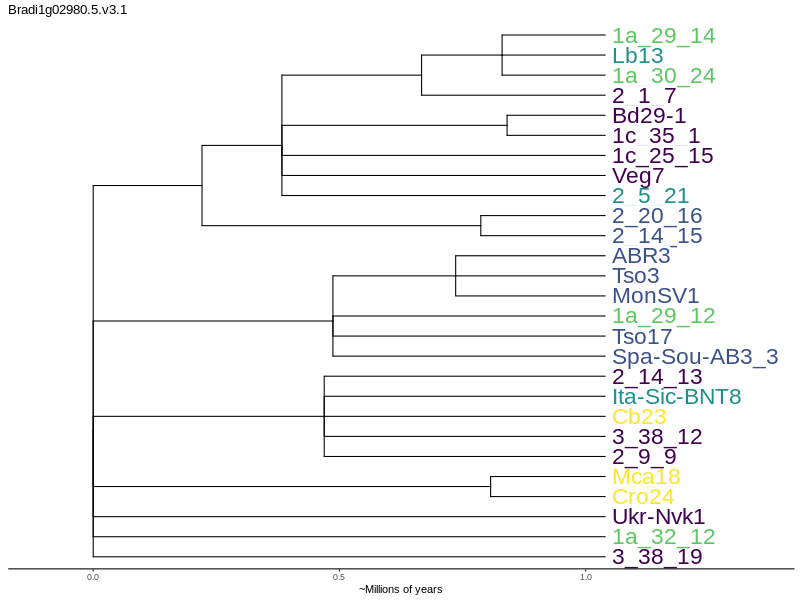 Bradi1g02980.5.v3.1
1a_29_14
Lb13
1a_30_24
2_1_7
Bd29-1
1c_35_1
1c_25_15
Veg7
2_5_21
2_20_16
2_14_15
ABR3
Tso3
MonSV1
1a_29_12
Tso17
Spa-Sou-AB3_3
2_14_13
Ita-Sic-BNT8
Cb23
3_38_12
2_9_9
Mca18
Cro24
Ukr-Nvk1
1a_32_12
3_38_19
0.0 0.5 1.0
~Millions of years